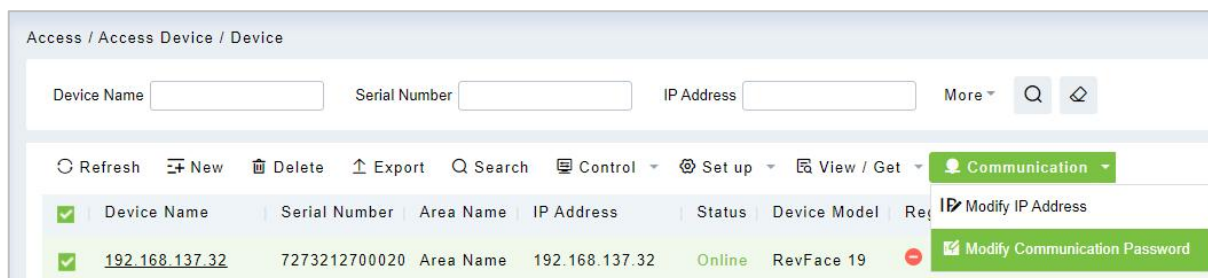 Access / Access Device / Device
Device Name Serial Number IP Address More
Refresh New Delete Export Search Control Set up View / Get Communication
Device Name Serial Number Area Name IP Address Status Device Model Reg
Modify IP Address
192.168.137.32 7273212700020 Area Name 192.168.137.32 Online RevFace 19
Modify Communication Password